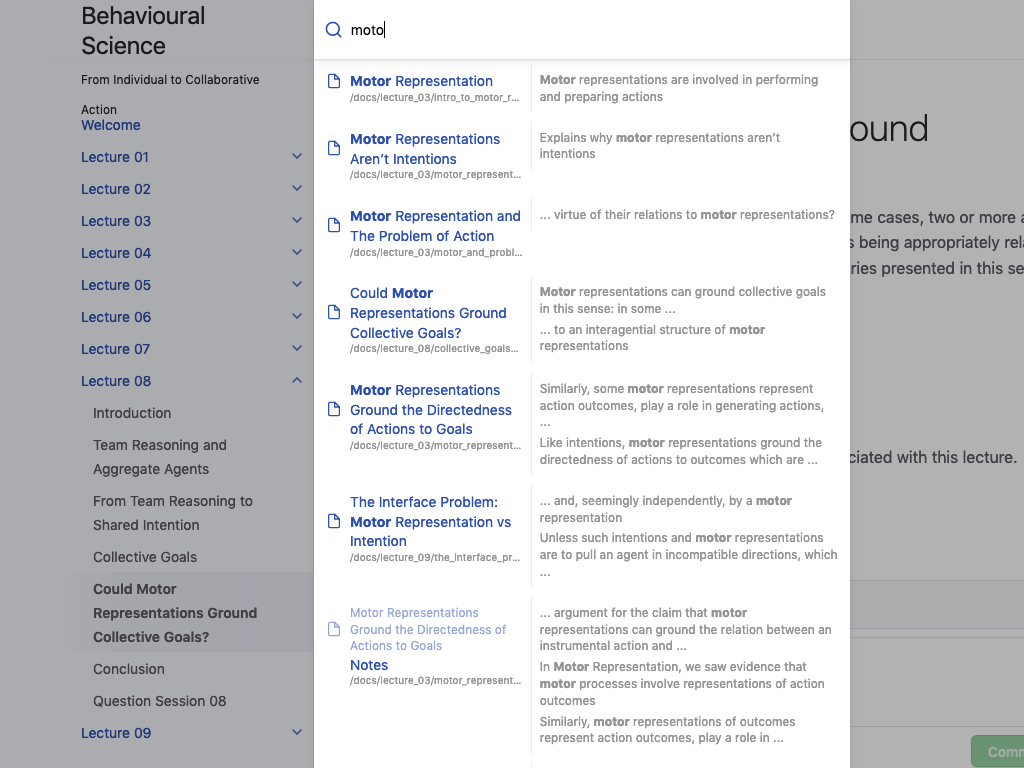 Behavioural
Science
From Individual to Collaborative
Action
Welcome
Lecture 01
Lecture 02
Lecture 03
Lecture 04
Lecture 05
Lecture 06
Lecture 07
Lecture 08
Introduction
Team Reasoning and
Aggregate Agents
From Team Reasoning to
Shared Intention
Collective Goals
Could Motor
Representations Ground
Collective Goals?
Conclusion
Question Session 08
Lecture 09
moto
Motor Representation
/docs/lecture_03/intro_to_motor_r...
Motor representations are involved in performing
and preparing actions
Motor Representations
Aren’t Intentions
/docs/lecture_03/motor_represent...
Explains why motor representations aren’t
intentions
Motor Representation and
The Problem of Action
/docs/lecture_03/motor_and_probl...
... virtue of their relations to motor representations?
Could Motor
Representations Ground
Collective Goals?
/docs/lecture_08/collective_goals...
Motor representations can ground collective goals
in this sense: in some ...
... to an interagential structure of motor
representations
Motor Representations
Ground the Directedness
of Actions to Goals
/docs/lecture_03/motor_represent...
Similarly, some motor representations represent
action outcomes, play a role in generating actions,
...
Like intentions, motor representations ground the
directedness of actions to outcomes which are ...
The Interface Problem:
Motor Representation vs
Intention
/docs/lecture_09/the_interface_pr...
... and, seemingly independently, by a motor
representation
Unless such intentions and motor representations
are to pull an agent in incompatible directions, which
...
Motor Representations
Ground the Directedness of
Actions to Goals
Notes
/docs/lecture_03/motor_represent...
... argument for the claim that motor
representations can ground the relation between an
instrumental action and ...
In Motor Representation, we saw evidence that
motor processes involve representations of action
outcomes
Similarly, motor representations of outcomes
represent action outcomes, play a role in ...
ound
me cases, two or more a
s being appropriately rela
ries presented in this se
ciated with this lecture.
Comm